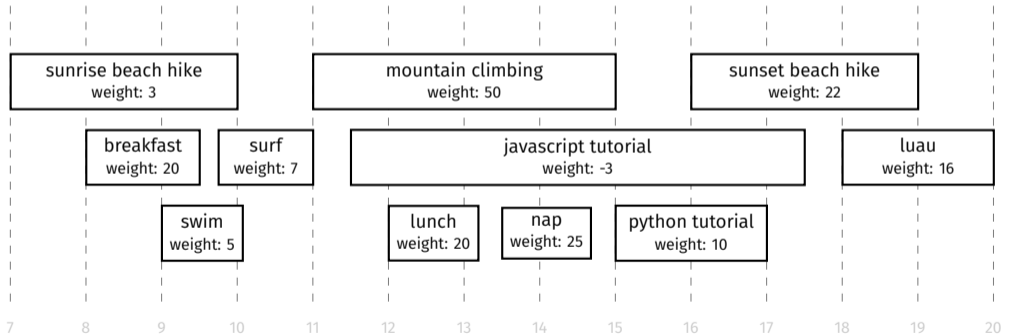 sunrise beach hike
weight: 3
mountain climbing
weight: 50
sunset beach hike
weight: 22
breakfast
weight: 20
surf
weight: 7
javascript tutorial
weight: -3
luau
weight: 16
swim
weight: 5
lunch
weight: 20
nap
weight: 25
python tutorial
weight: 10
7 8 9 10 11 12 13 14 15 16 17 18 19 20